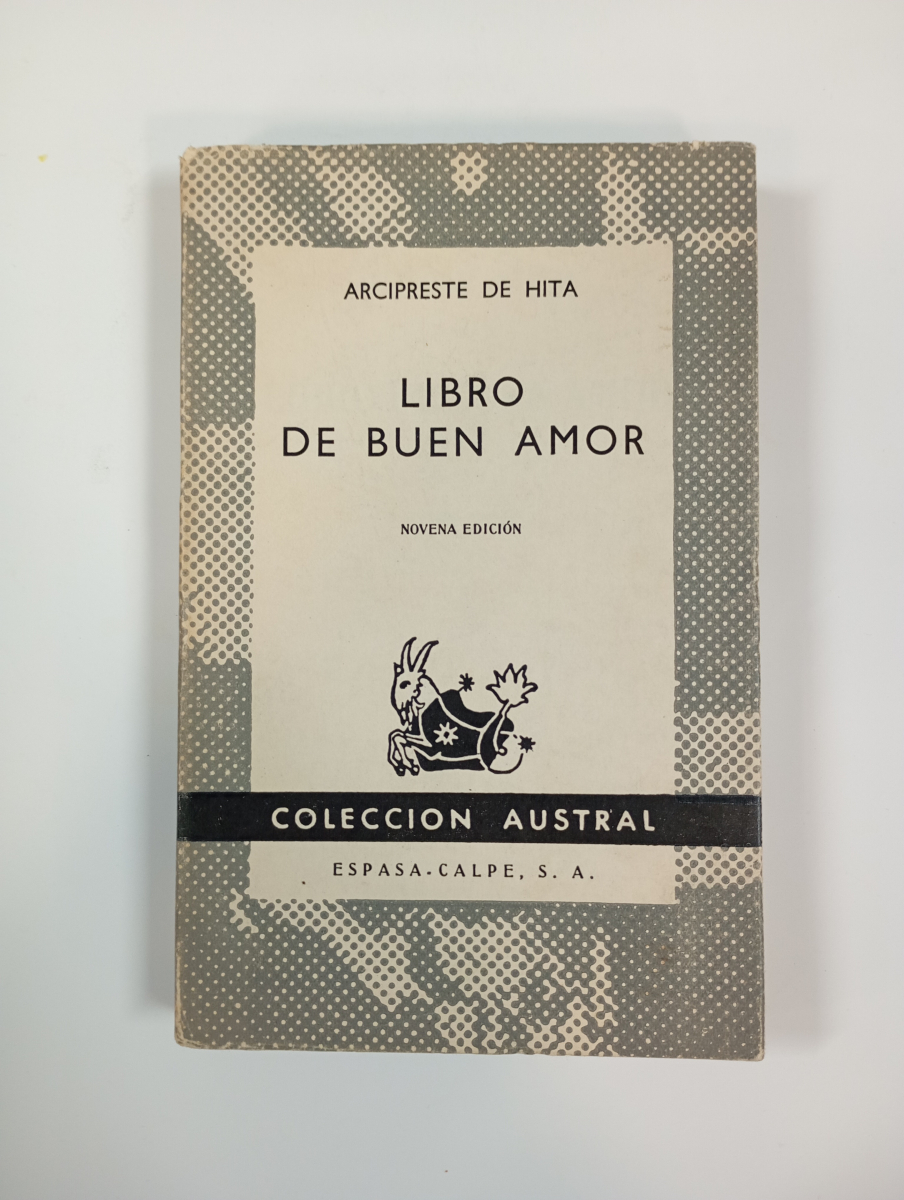 ARCIPRESTE DE HITA
LIBRO
DE BUEN AMOR
NOVENA EDICIÓN
COLECCION AUSTRAL
ESPASA-CALPE, S. A.